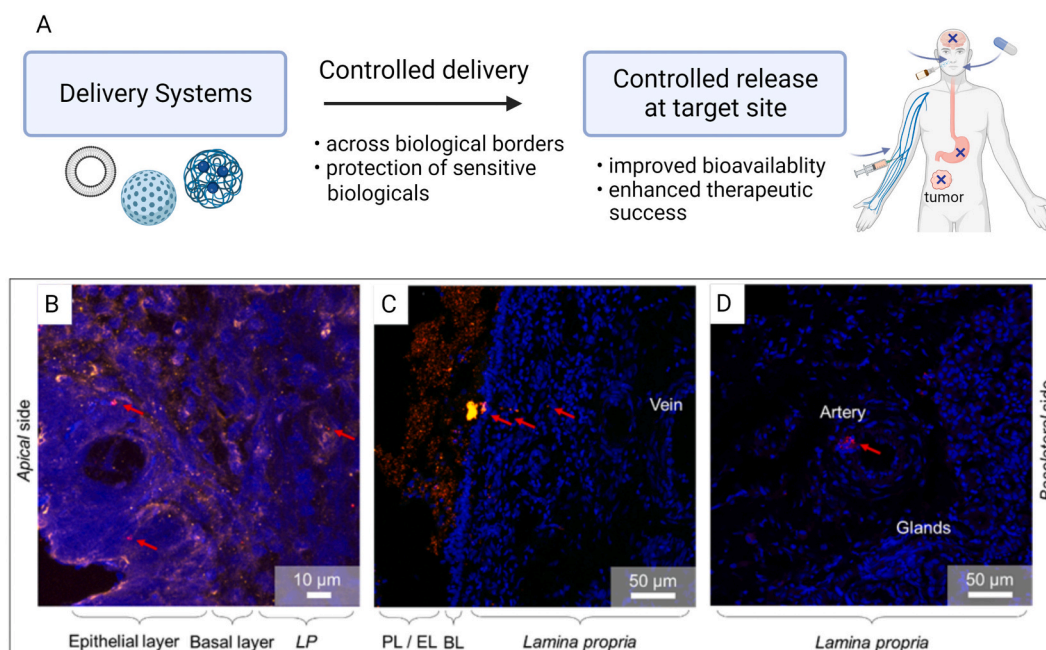 A
Delivery Systems
Controlled delivery
• across biological borders
• protection of sensitive
biologicals
Controlled release
at target site
• improved bioavailablity
• enhanced therapeutic
success
tumor
B
Apical side
10 μm
Epithelial layer
Basal layer
LP
C
Vein
50 μm
PL / EL
BL
Lamina propria
D
Artery
Glands
Basolateral side
50 μm
Lamina propria